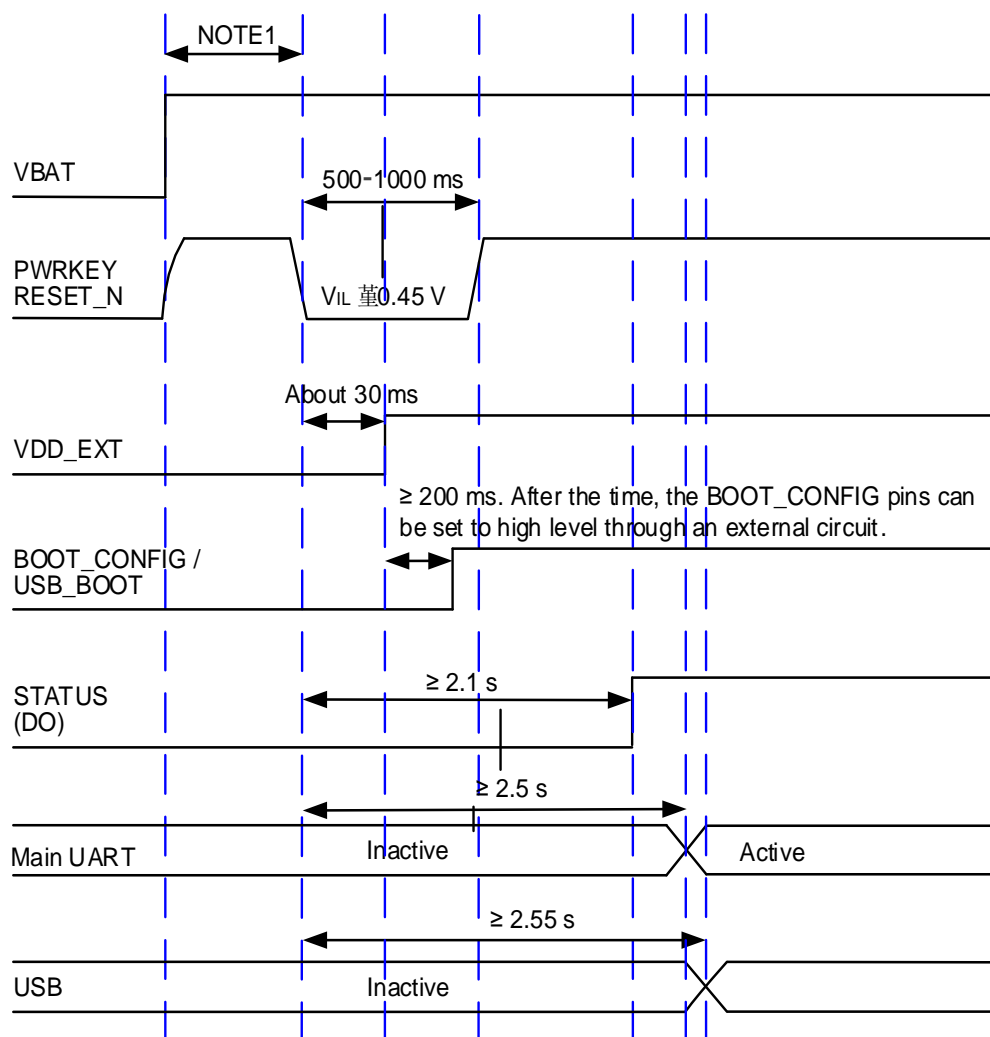 NOTE1
VBAT
500-1000 ms
PWRKEY
RESET_N
VIL 堇0.45 V
About 30 ms
VDD_EXT
≥ 200 ms. After the time, the BOOT_CONFIG pins can
be set to high level through an external circuit.
BOOT_CONFIG /
USB_BOOT
STATUS
(DO)
≥ 2.1 s
≥ 2.5 s
Main UART
Inactive
Active
≥ 2.55 s
USB
Inactive